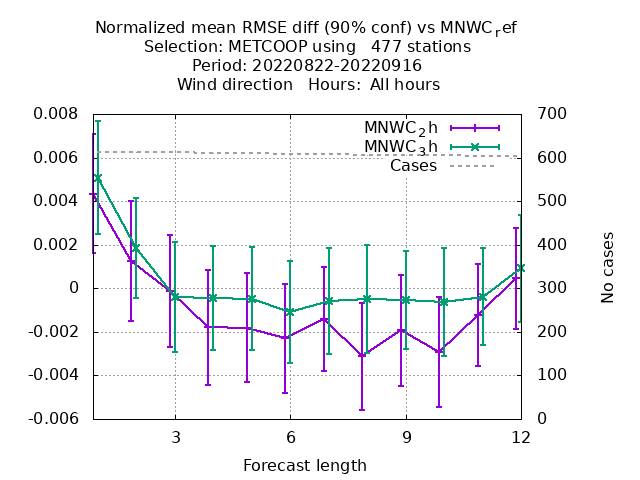 Normalized mean RMSE diff (90% conf) vs MNWC_ref
Selection: METCOOP using   477 stations
Period: 20220822-20220916
Wind direction   Hours:  All hours
MNWC_2h
MNWC_3h
Cases
0.008
0.006
0.004
0.002
0
-0.002
-0.004
-0.006
700
600
500
400
300
200
100
0
No cases
3
6
9
12
Forecast length